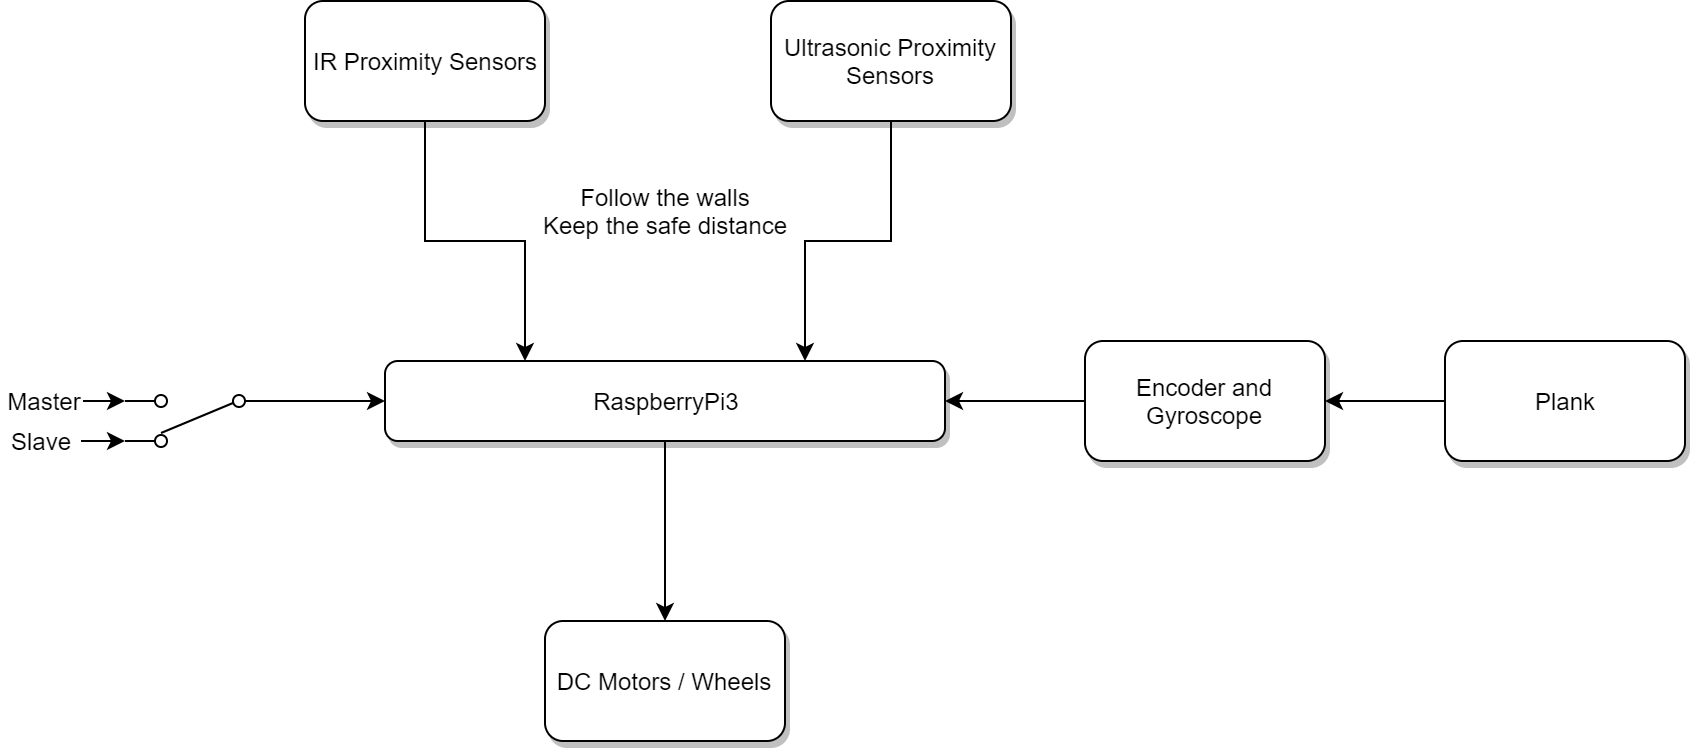 IR Proximity Sensors
Ultrasonic Proximity
Sensors
Follow the walls
Keep the safe distance
Master
Slave
RaspberryPi3
Encoder and
Gyroscope
Plank
DC Motors / Wheels